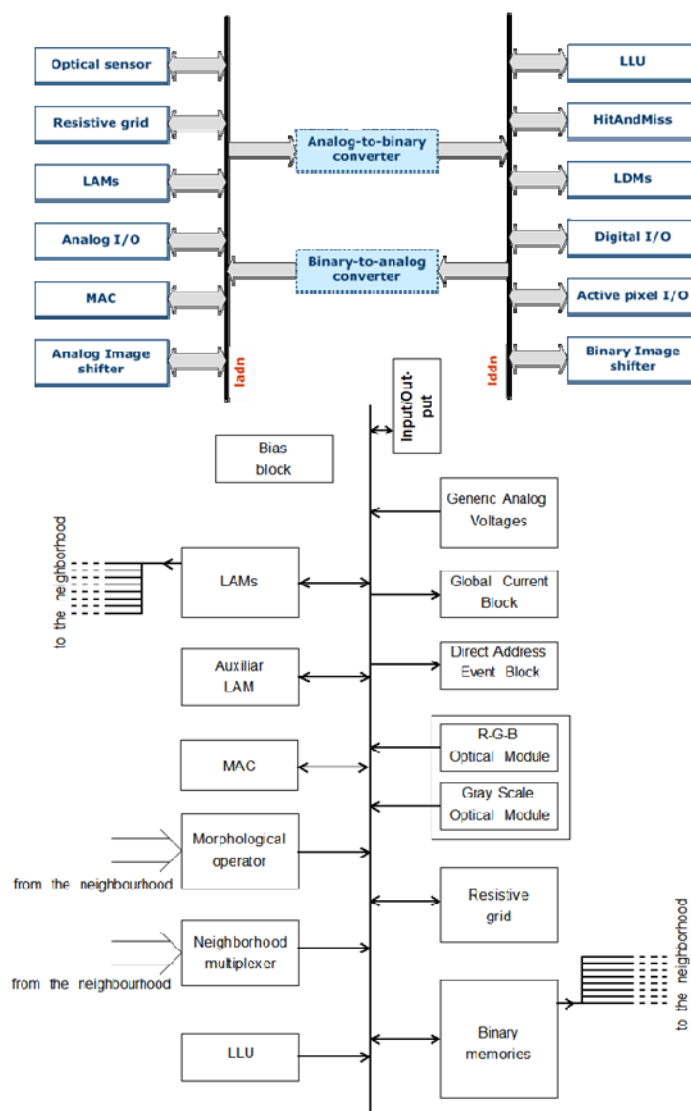 Optical sensor
Resistive grid
LAMs
Analog I/O
MAC
Analog Image
shifter
Analog-to-binary
converter
Binary-to-analog
converter
Iadn
Iddn
LLU
HitAndMiss
LDMs
Digital I/O
Active pixel I/O
Binary Image
shifter
Input/Out-
put
Bias
block
Generic Analog
Voltages
to the neighborhood
LAMs
Global Current
Block
Auxiliar
LAM
Direct Address
Event Block
MAC
R-G-B
Optical Module
Gray Scale
Optical Module
Morphological
operator
from the neighbourhood
Resistive
grid
Neighborhood
multiplexer
from the neighbourhood
to the neighborhood
LLU
Binary
memories